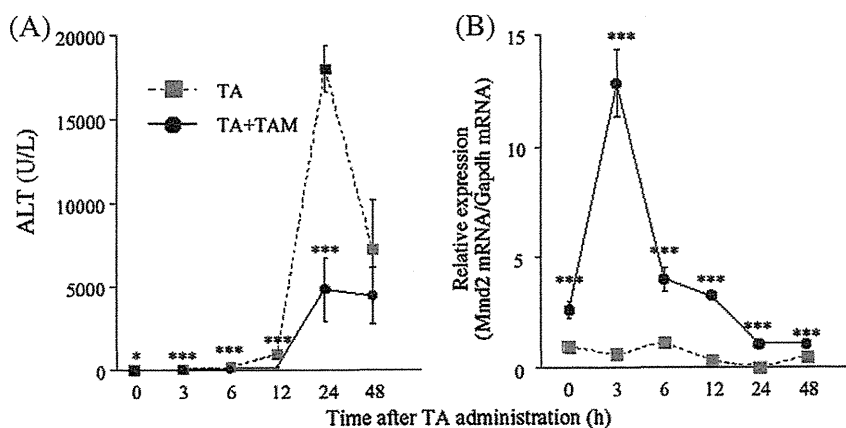 (A)
ALT (U/L)
20000
15000
10000
5000
0
TA
TA+TAM
* *** *** *** ***
0 3 6 12 24 48
(B)
Relative expression
(Mmd2 mRNA/Gapdh mRNA)
15
10
5
0
*** *** *** *** *** ***
0 3 6 12 24 48
Time after TA administration (h)